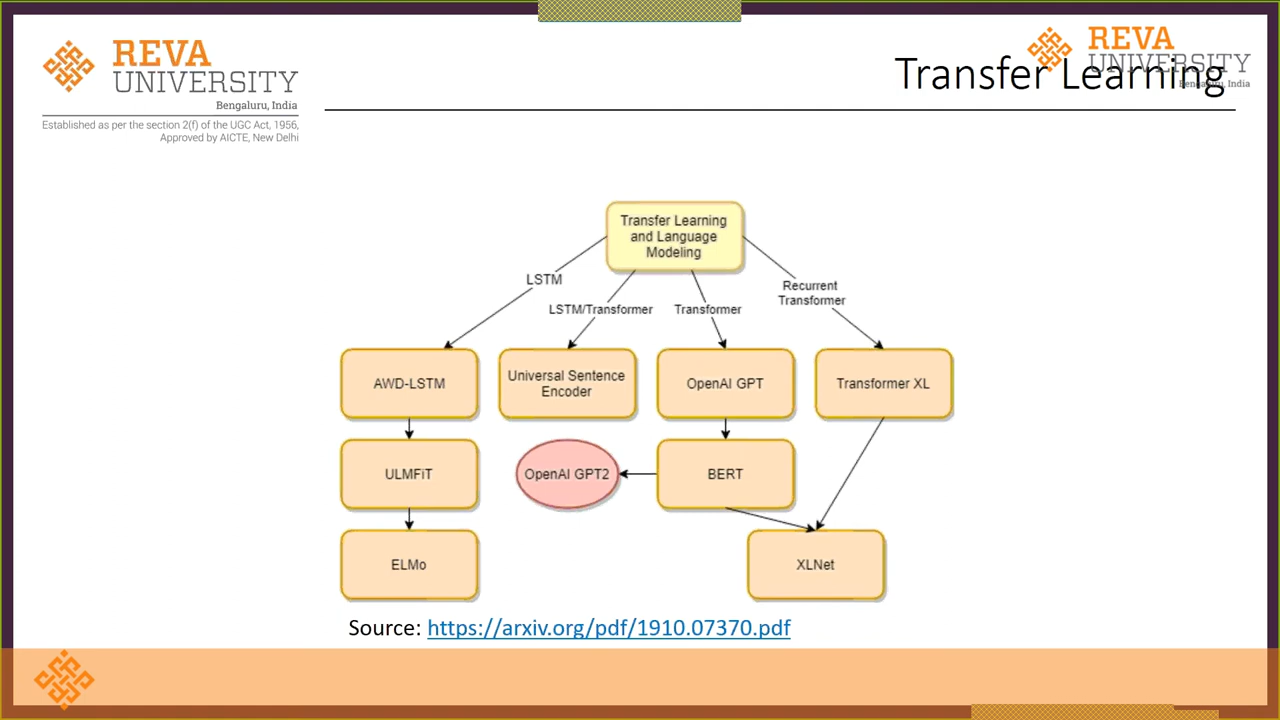 REVA
UNIVERSITY
Bengaluru, India
Established as per the section 2(f) of the UGC Act, 1956,
Approved by AICTE, New Delhi
REVA
UNIVERSITY
Bengaluru, India
Transfer Learning
Transfer Learning
and Language
Modeling
LSTM
LSTM/Transformer
Transformer
Recurrent
Transformer
AWD-LSTM
Universal Sentence
Encoder
OpenAI GPT
Transformer XL
ULMFiT
OpenAI GPT2
BERT
ELMo
XLNet
Source: https://arxiv.org/pdf/1910.07370.pdf